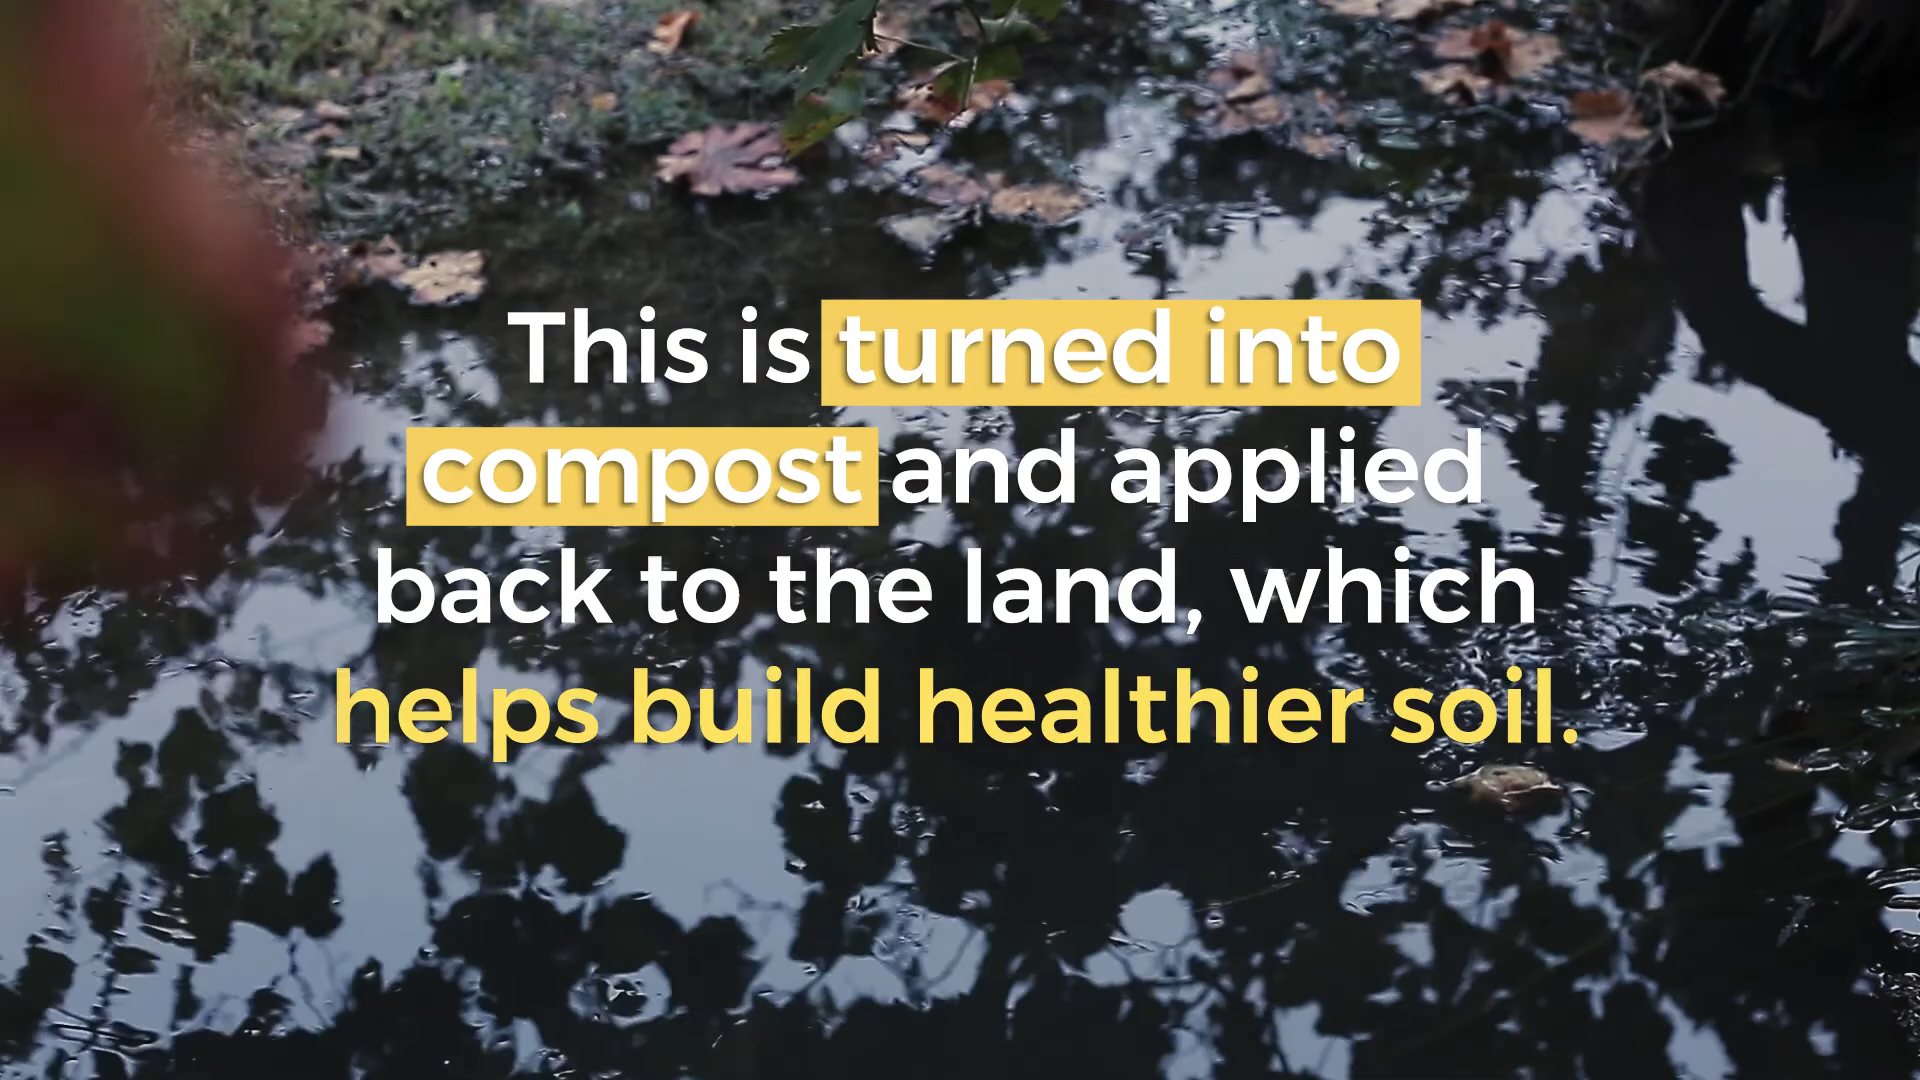 This is turned into
compost and applied
back to the land, which
helps build healthier soil.